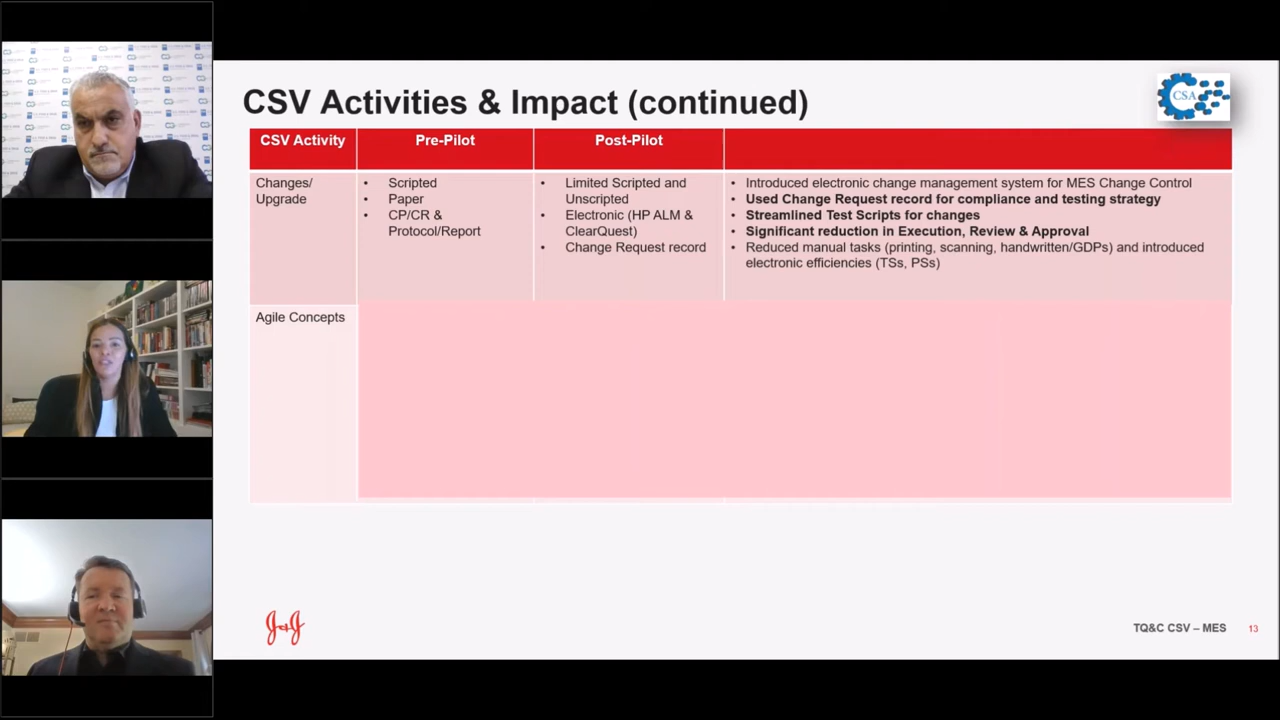 CSV Activities & Impact (continued)
CSA
CSV Activity
Pre-Pilot
Post-Pilot
Changes/
Upgrade
• Scripted
• Paper
• CP/CR &
Protocol/Report
• Limited Scripted and
Unscripted
• Electronic (HP ALM &
ClearQuest)
• Change Request record
• Introduced electronic change management system for MES Change Control
• Used Change Request record for compliance and testing strategy
• Streamlined Test Scripts for changes
• Significant reduction in Execution, Review & Approval
• Reduced manual tasks (printing, scanning, handwritten/GDPs) and introduced
electronic efficiencies (TSs, PSs)
Agile Concepts
J&J
TQ&C CSV – MES
13